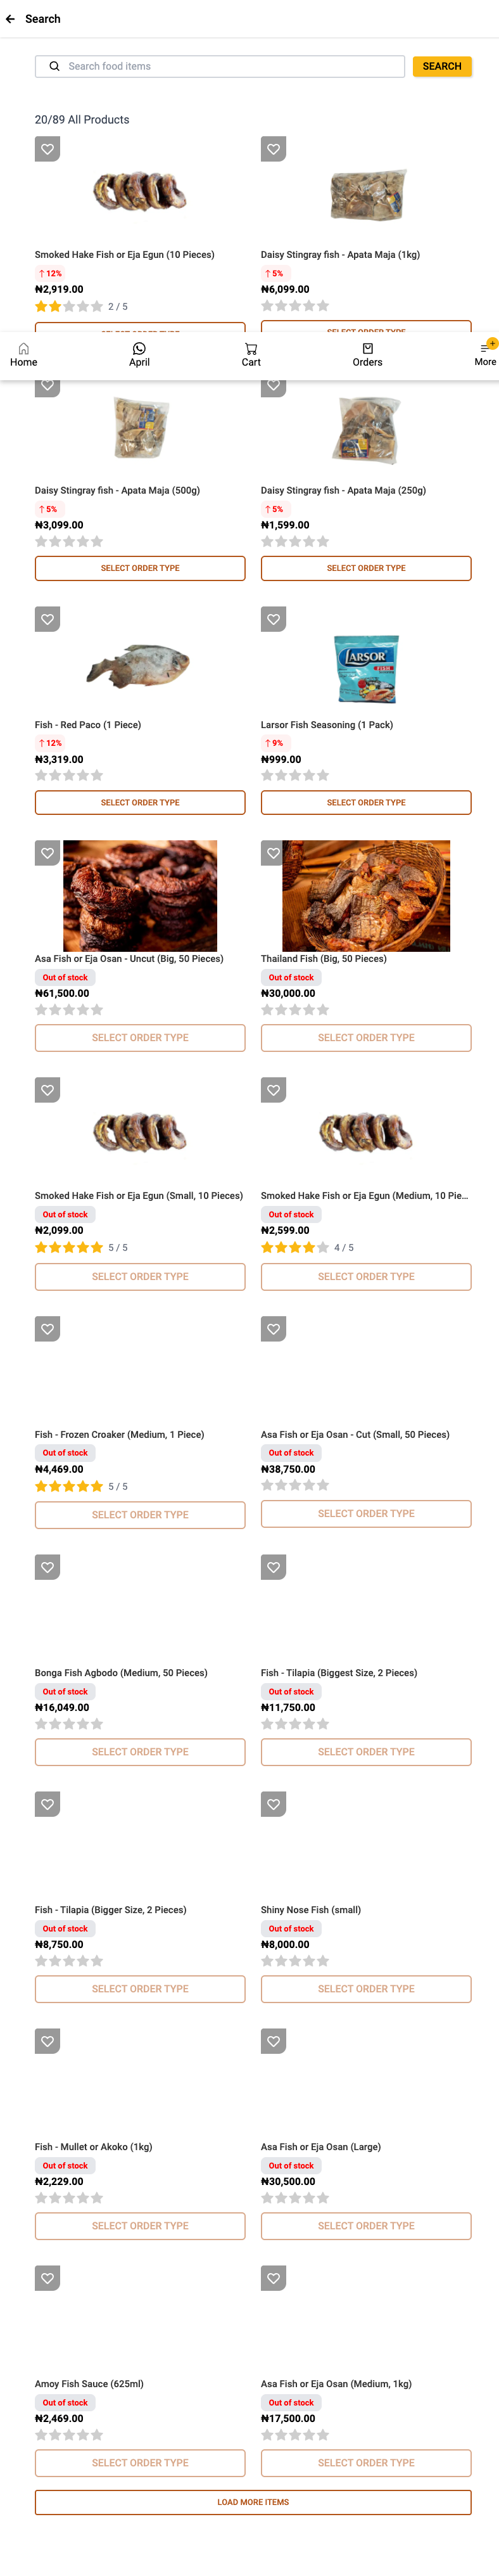 Search
Search food items
SEARCH
20/89 All Products
Smoked Hake Fish or Eja Egun (10 Pieces)
↑ 12%
₦2,919.00
2 / 5
Daisy Stingray fish - Apata Maja (1kg)
↑ 5%
₦6,099.00
Home
April
Cart
Orders
+
More
Daisy Stingray fish - Apata Maja (500g)
↑ 5%
₦3,099.00
SELECT ORDER TYPE
Daisy Stingray fish - Apata Maja (250g)
↑ 5%
₦1,599.00
SELECT ORDER TYPE
Fish - Red Paco (1 Piece)
↑ 12%
₦3,319.00
SELECT ORDER TYPE
LARSOR
FISH
Larsor Fish Seasoning (1 Pack)
↑ 9%
₦999.00
SELECT ORDER TYPE
Asa Fish or Eja Osan - Uncut (Big, 50 Pieces)
Out of stock
₦61,500.00
SELECT ORDER TYPE
Thailand Fish (Big, 50 Pieces)
Out of stock
₦30,000.00
SELECT ORDER TYPE
Smoked Hake Fish or Eja Egun (Small, 10 Pieces)
Out of stock
₦2,099.00
5 / 5
SELECT ORDER TYPE
Smoked Hake Fish or Eja Egun (Medium, 10 Pie...
Out of stock
₦2,599.00
4 / 5
SELECT ORDER TYPE
Fish - Frozen Croaker (Medium, 1 Piece)
Out of stock
₦4,469.00
5 / 5
SELECT ORDER TYPE
Asa Fish or Eja Osan - Cut (Small, 50 Pieces)
Out of stock
₦38,750.00
SELECT ORDER TYPE
Bonga Fish Agbodo (Medium, 50 Pieces)
Out of stock
₦16,049.00
SELECT ORDER TYPE
Fish - Tilapia (Biggest Size, 2 Pieces)
Out of stock
₦11,750.00
SELECT ORDER TYPE
Fish - Tilapia (Bigger Size, 2 Pieces)
Out of stock
₦8,750.00
SELECT ORDER TYPE
Shiny Nose Fish (small)
Out of stock
₦8,000.00
SELECT ORDER TYPE
Fish - Mullet or Akoko (1kg)
Out of stock
₦2,229.00
SELECT ORDER TYPE
Asa Fish or Eja Osan (Large)
Out of stock
₦30,500.00
SELECT ORDER TYPE
Amoy Fish Sauce (625ml)
Out of stock
₦2,469.00
SELECT ORDER TYPE
Asa Fish or Eja Osan (Medium, 1kg)
Out of stock
₦17,500.00
SELECT ORDER TYPE
LOAD MORE ITEMS